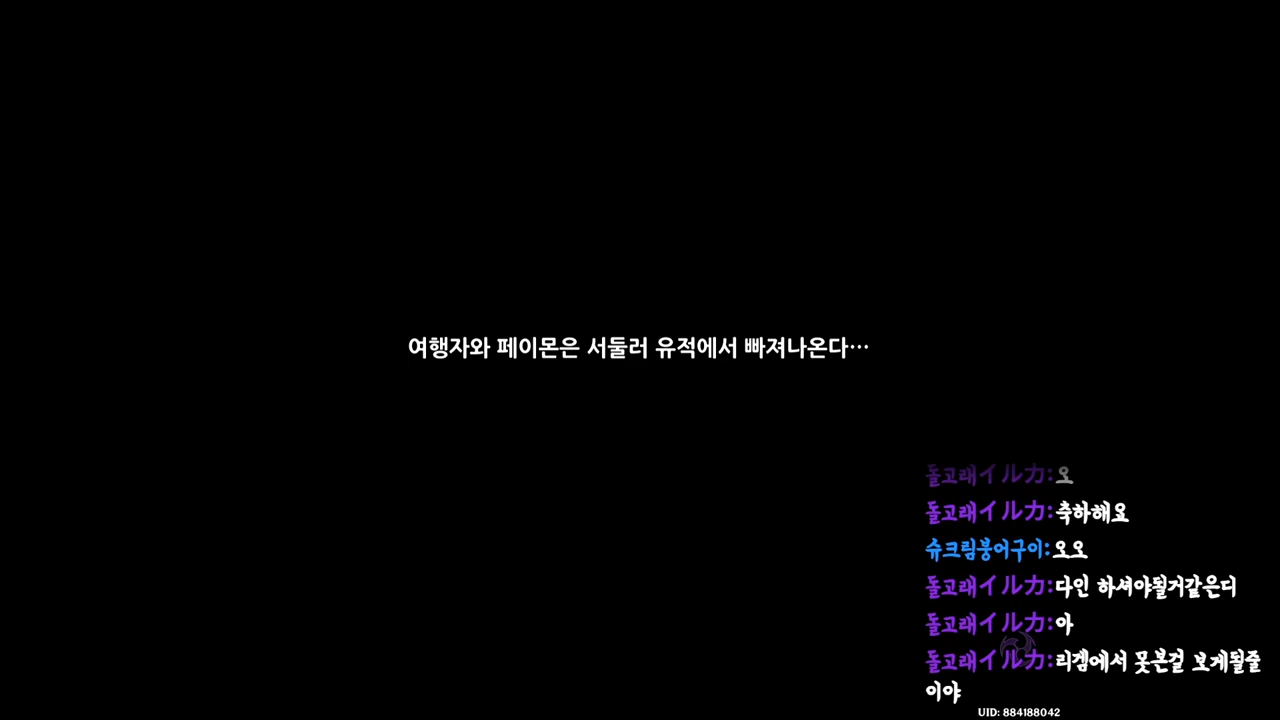 여행자와 페이몬은 서둘러 유적에서 빠져나온다…
돌고래イルカ:오
돌고래イルカ:축하해요
슈크림붕어구이:오오
돌고래イルカ:다인 하셔야될거같은디
돌고래イルカ:아
돌고래イルカ:리겜에서 못본걸 보게될줄
이야
UID: 884188042